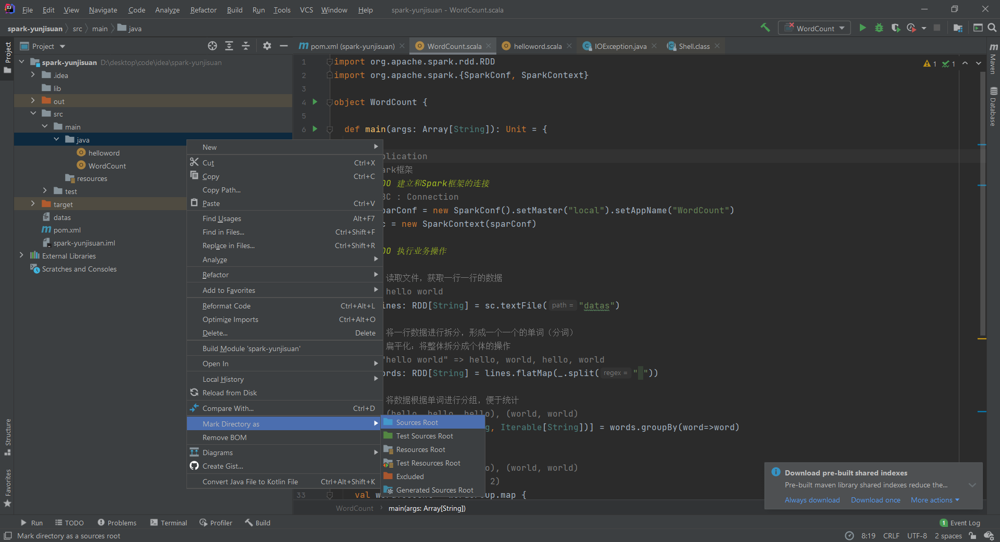 File Edit View Navigate Code Analyze Refactor Build Run Tools VCS Window Help spark-yunjisuan - WordCount.scala
spark-yunjisuan src main java WordCount
Project
Project
spark-yunjisuan D:\desktop\code\idea\spark-yunjisuan
.idea
lib
out
src
main
java
helloword
WordCount
resources
test
target
datas
pom.xml
spark-yunjisuan.iml
External Libraries
Scratches and Consoles
Structure
Favorites
New
Cut Ctrl+X
Copy Ctrl+C
Copy Path...
Paste Ctrl+V
Find Usages Alt+F7
Find in Files... Ctrl+Shift+F
Replace in Files... Ctrl+Shift+R
Analyze
Refactor
Add to Favorites
Reformat Code Ctrl+Alt+L
Optimize Imports Ctrl+Alt+O
Delete... Delete
Build Module 'spark-yunjisuan'
Open In
Local History
Reload from Disk
Compare With... Ctrl+D
Mark Directory as
Remove BOM
Diagrams
Create Gist...
Convert Java File to Kotlin File Ctrl+Alt+Shift+K
Sources Root
Test Sources Root
Resources Root
Test Resources Root
Excluded
Generated Sources Root
pom.xml (spark-yunjisuan) WordCount.scala helloword.scala IOException.java Shell.class
1 import org.apache.spark.rdd.RDD
2 import org.apache.spark.{SparkConf, SparkContext}
3
4 object WordCount {
5
6 def main(args: Array[String]): Unit = {
plication
ark框架
DO 建立和Spark框架的连接
BC : Connection
parConf = new SparkConf().setMaster("local").setAppName("WordCount")
c = new SparkContext(sparConf)
DO 执行业务操作
读取文件，获取一行一行的数据
hello world
ines: RDD[String] = sc.textFile( path = "datas")
将一行数据进行拆分，形成一个一个的单词（分词）
扁平化：将整体拆分成个体的操作
"hello world" => hello, world, hello, world
ords: RDD[String] = lines.flatMap(_.split( regex = " "))
将数据根据单词进行分组，便于统计
(hello, hello, hello), (world, world)
g, Iterable[String])] = words.groupBy(word=>word)
o), (world, world)
2)
33 val
.map {
WordCount main(args: Array[String])
1 1
Maven
Database
Download pre-built shared indexes
Pre-built maven library shared indexes reduce the...
Always download Download once More actions
Run TODO Problems Terminal Profiler Build 1 Event Log
Mark directory as a sources root 8:19 CRLF UTF-8 2 spaces